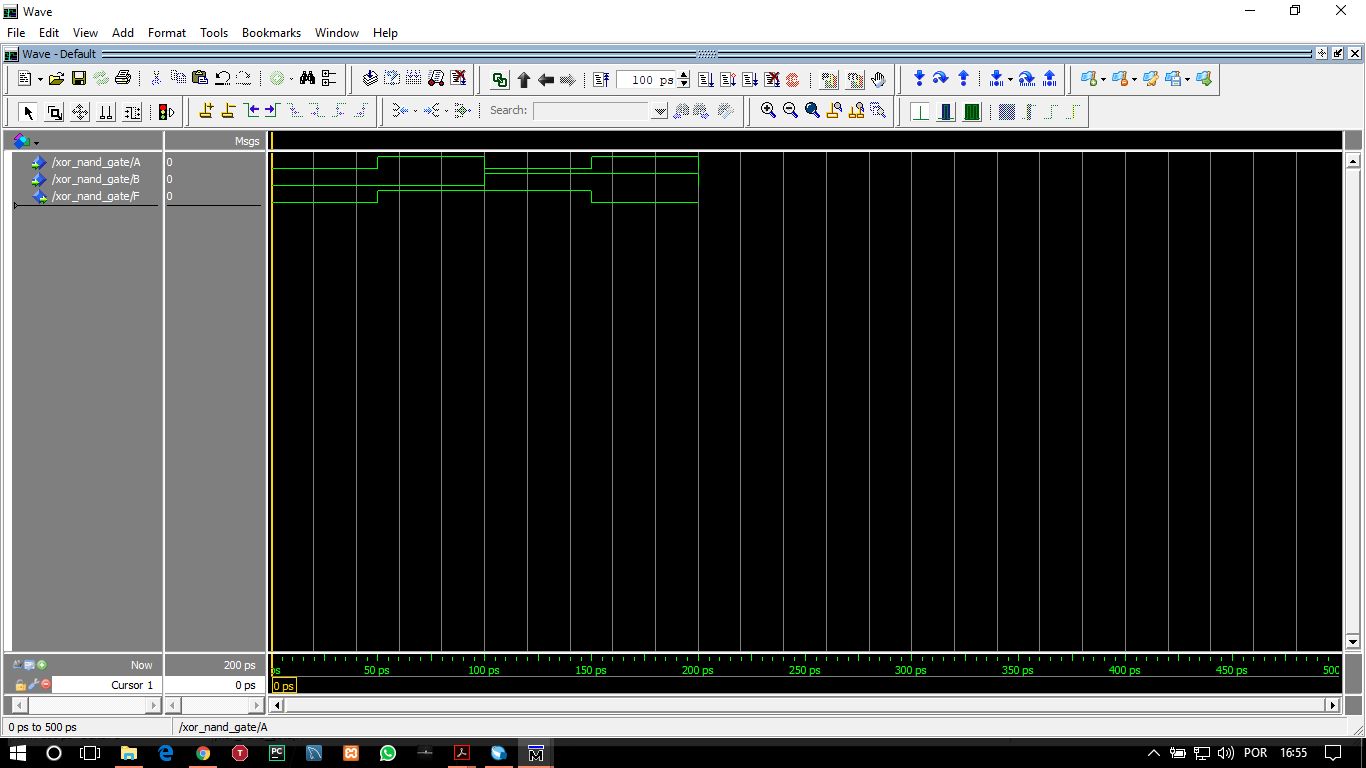 Wave
File Edit View Add Format Tools Bookmarks Window Help
Wave - Default
100 ps
Search:
Msgs
/xor_nand_gate/A 0
/xor_nand_gate/B 0
/xor_nand_gate/F 0
Now 200 ps
ps 50 ps 100 ps 150 ps 200 ps 250 ps 300 ps 350 ps 400 ps 450 ps 500
Cursor 1 0 ps
0 ps
0 ps to 500 ps /xor_nand_gate/A
T PC M POR 16:55